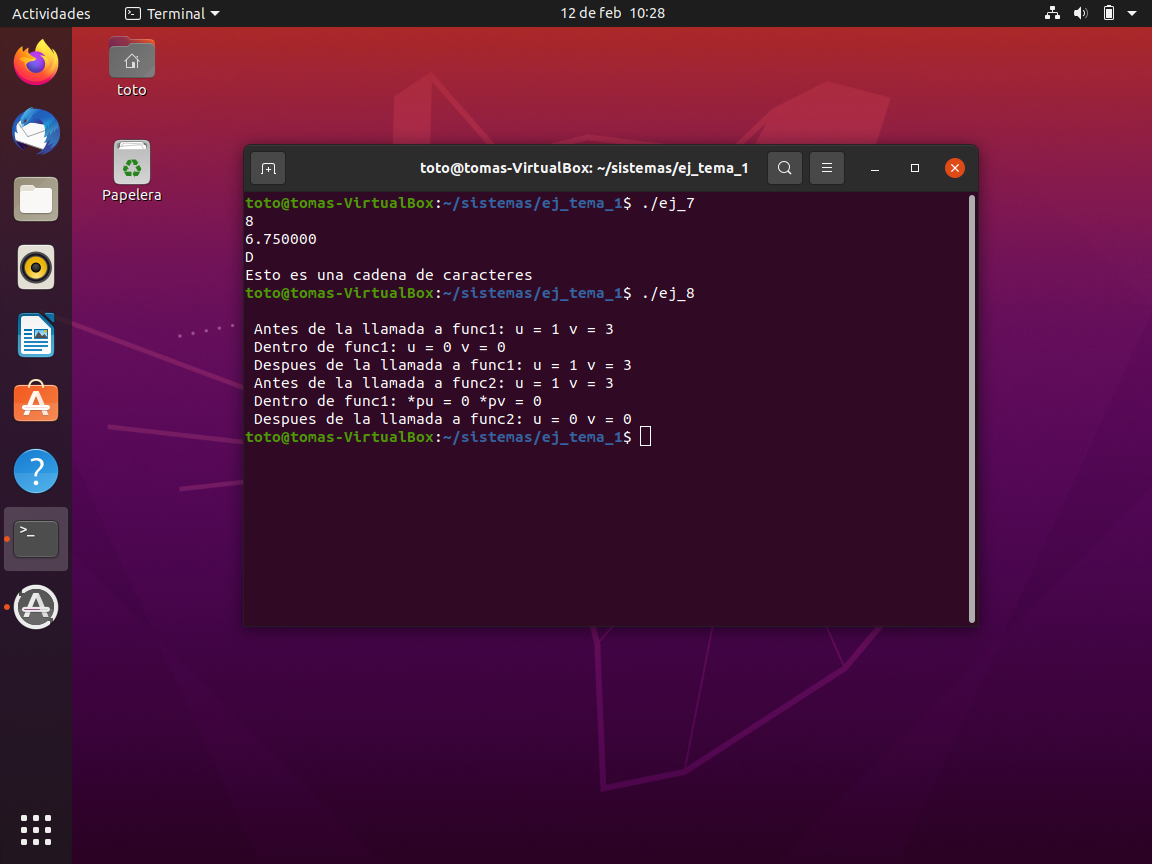 Actividades
Terminal
12 de feb 10:28
toto
Papelera
toto@tomas-VirtualBox: ~/sistemas/ej_tema_1
toto@tomas-VirtualBox:~/sistemas/ej_tema_1$ ./ej_7
8
6.750000
D
Esto es una cadena de caracteres
toto@tomas-VirtualBox:~/sistemas/ej_tema_1$ ./ej_8
Antes de la llamada a func1: u = 1 v = 3
Dentro de func1: u = 0 v = 0
Despues de la llamada a func1: u = 1 v = 3
Antes de la llamada a func2: u = 1 v = 3
Dentro de func1: *pu = 0 *pv = 0
Despues de la llamada a func2: u = 0 v = 0
toto@tomas-VirtualBox:~/sistemas/ej_tema_1$